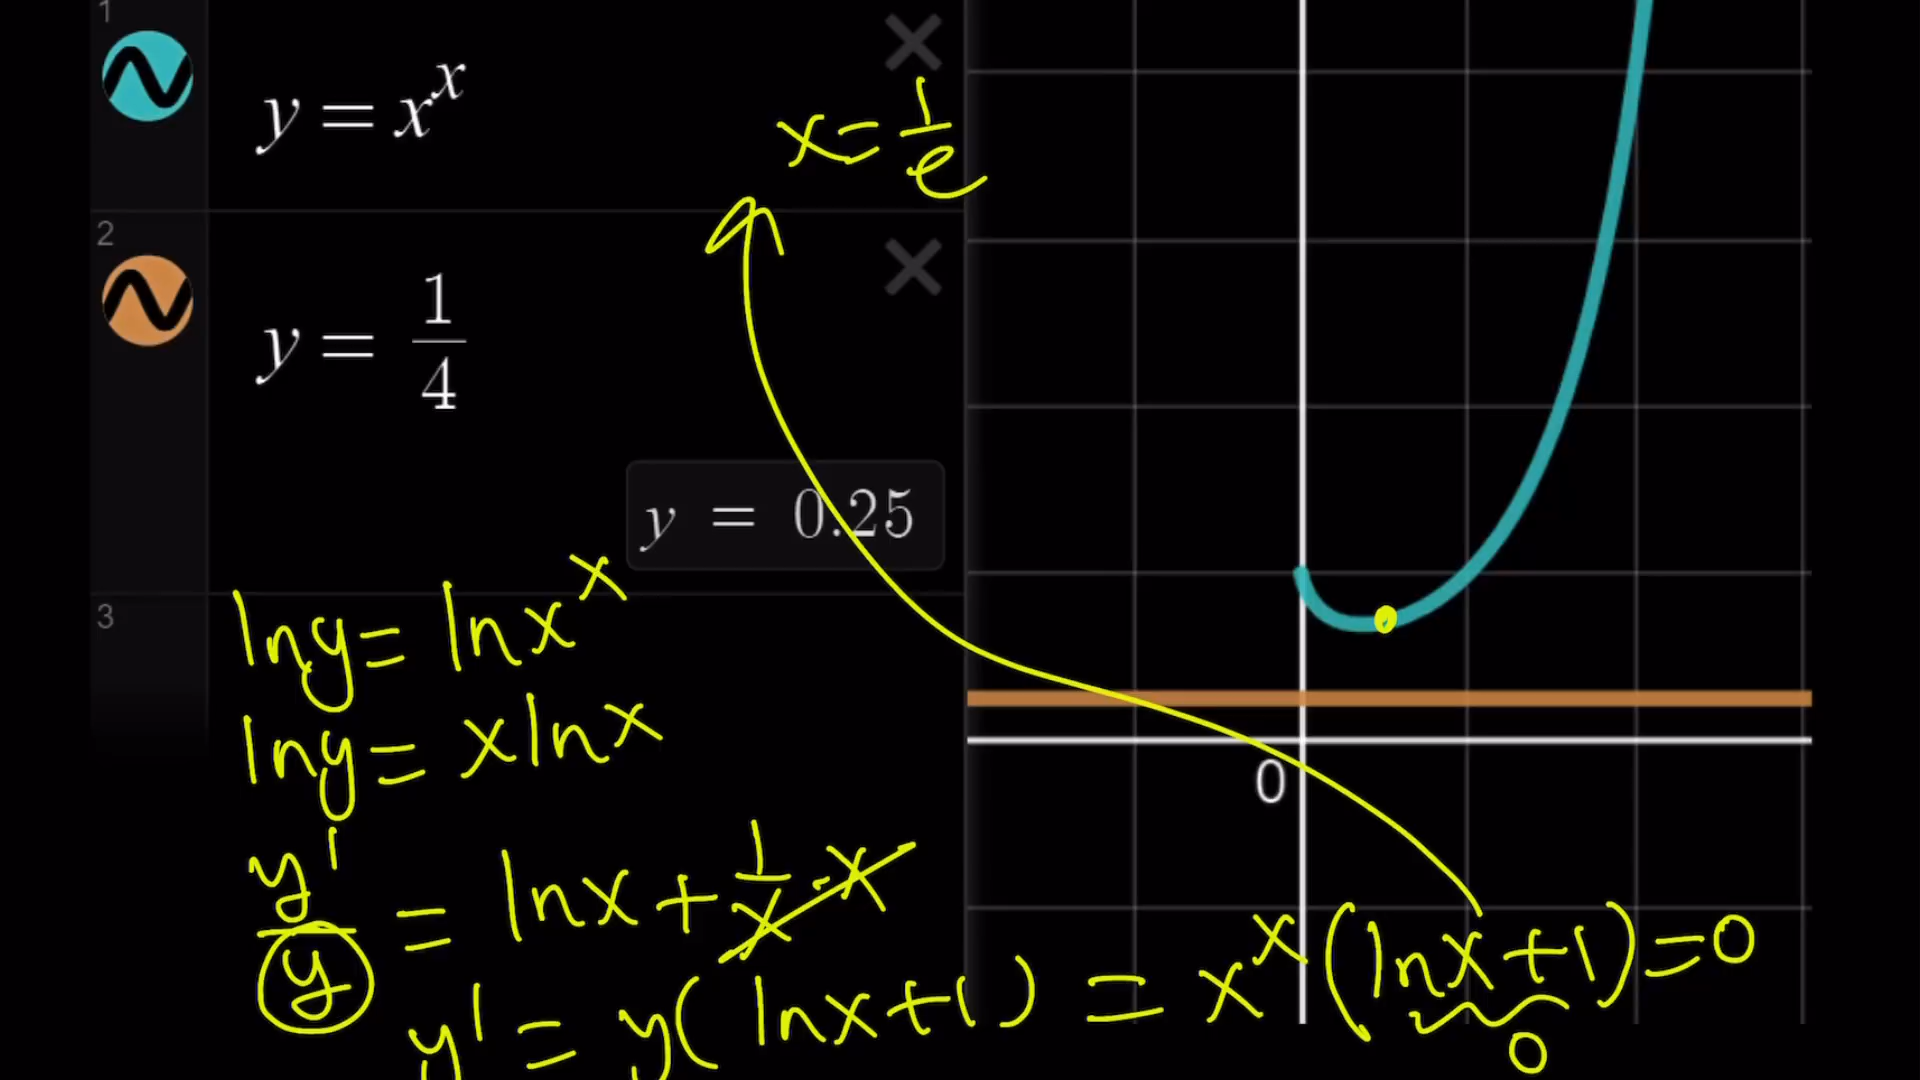 1
y = x^x
x = 1/e
2
y = 1/4
y = 0.25
3
ln y = ln x^x
ln y = x ln x
0
y'/y = ln x + 1/x · x
y' = y(ln x + 1) = x^x (ln x + 1) = 0
0